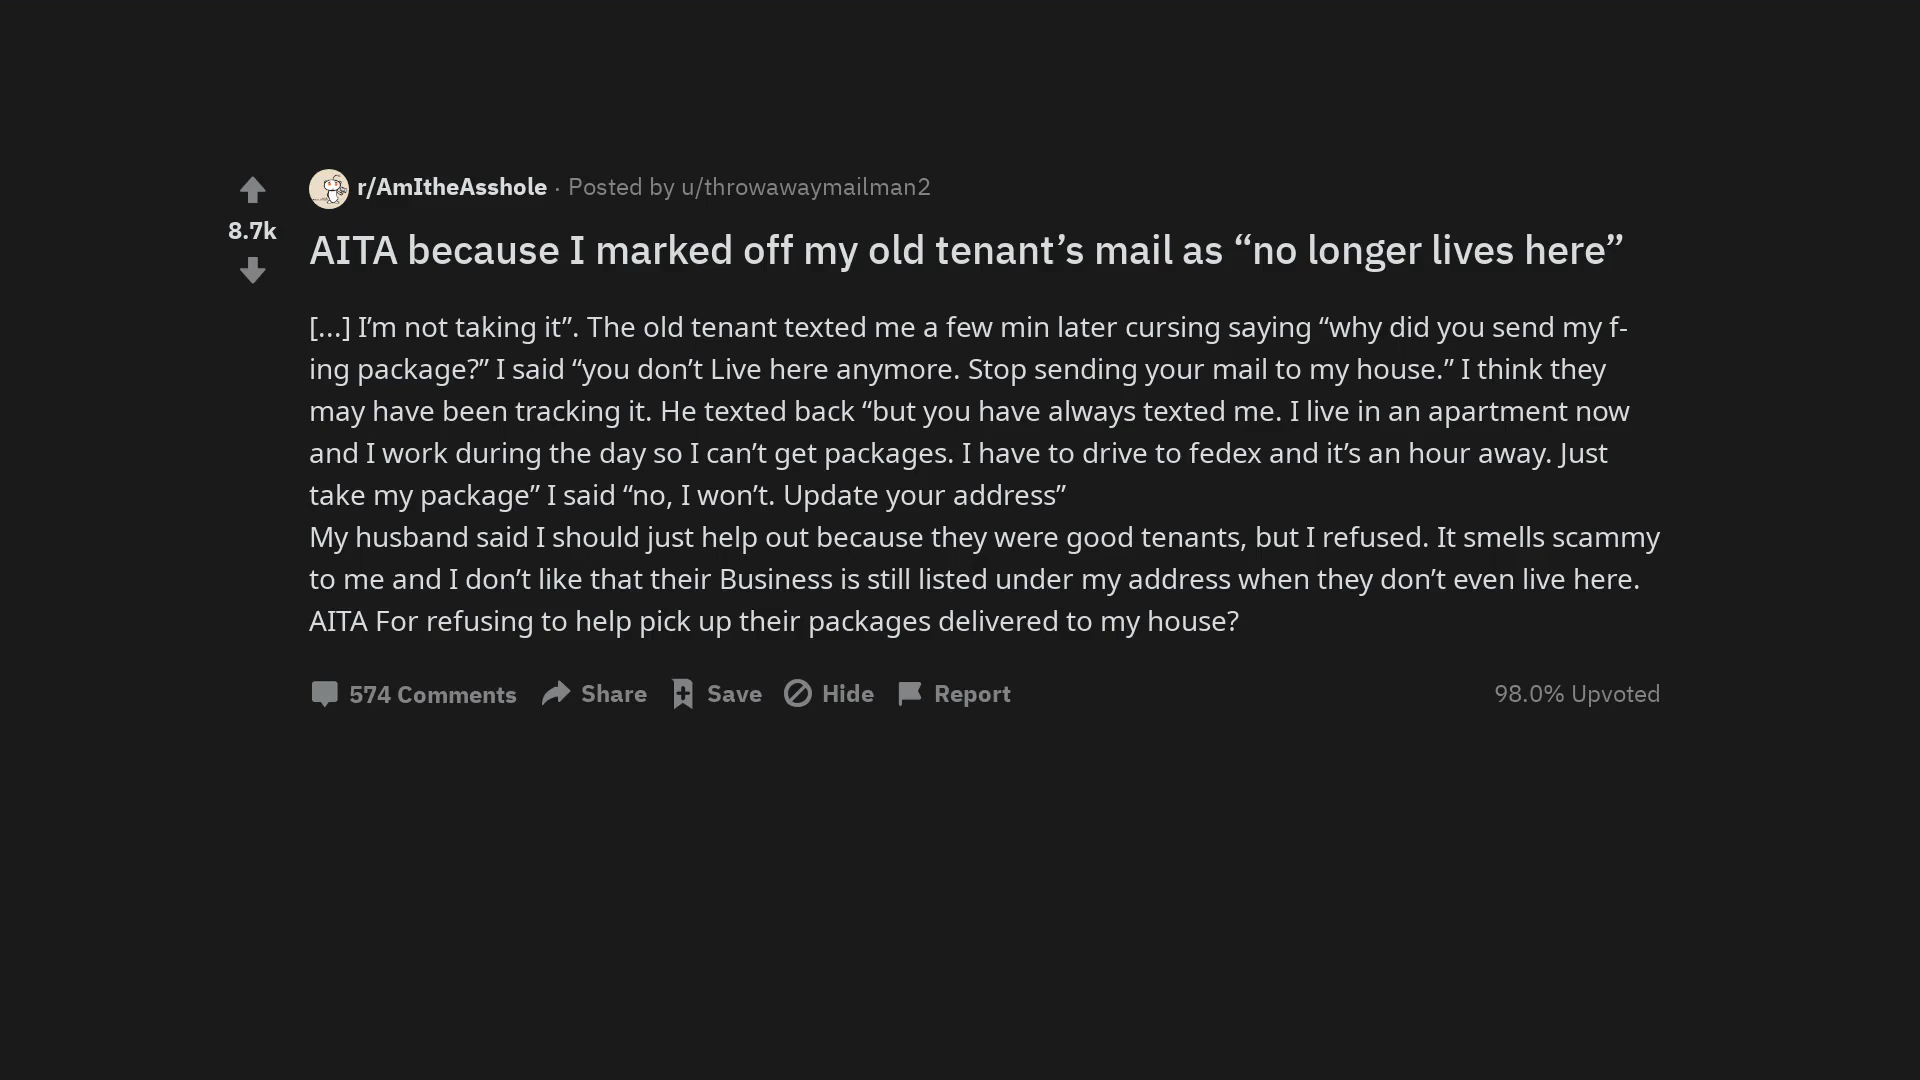 r/AmItheAsshole · Posted by u/throwawaymailman2
8.7k
AITA because I marked off my old tenant’s mail as “no longer lives here”
[...] I’m not taking it”. The old tenant texted me a few min later cursing saying “why did you send my f-
ing package?” I said “you don’t Live here anymore. Stop sending your mail to my house.” I think they
may have been tracking it. He texted back “but you have always texted me. I live in an apartment now
and I work during the day so I can’t get packages. I have to drive to fedex and it’s an hour away. Just
take my package” I said “no, I won’t. Update your address”
My husband said I should just help out because they were good tenants, but I refused. It smells scammy
to me and I don’t like that their Business is still listed under my address when they don’t even live here.
AITA For refusing to help pick up their packages delivered to my house?
574 Comments Share Save Hide Report 98.0% Upvoted